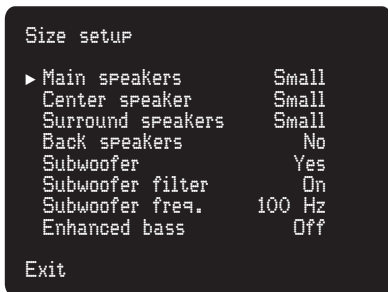 Size setup
▶ Main speakers Small
Center speaker Small
Surround speakers Small
Back speakers No
Subwoofer Yes
Subwoofer filter On
Subwoofer freq. 100 Hz
Enhanced bass Off
Exit